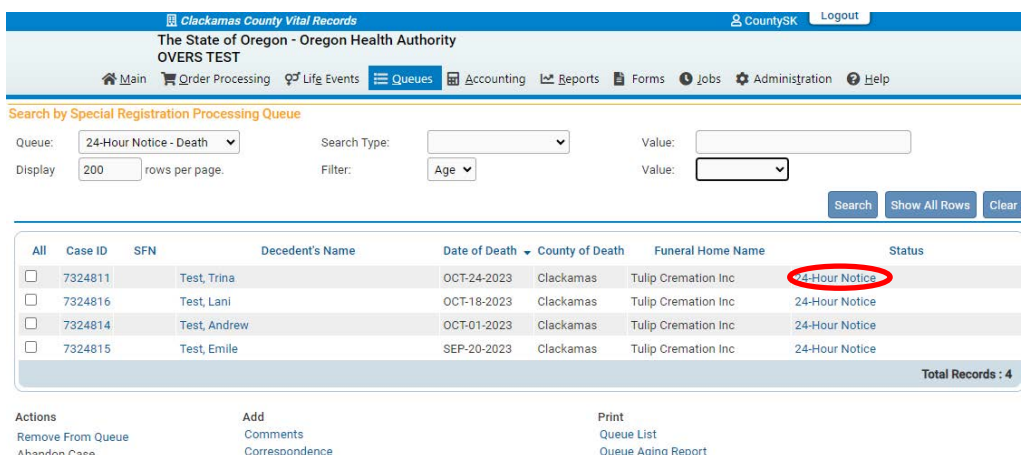 Clackamas County Vital Records CountySK Logout
The State of Oregon - Oregon Health Authority
OVERS TEST
Main Order Processing Life Events Queues Accounting Reports Forms Jobs Administration Help
Search by Special Registration Processing Queue
Queue: 24-Hour Notice - Death Search Type: Value:
Display 200 rows per page. Filter: Age Value:
Search Show All Rows Clear
All Case ID SFN Decedent's Name Date of Death County of Death Funeral Home Name Status
7324811 Test, Trina OCT-24-2023 Clackamas Tulip Cremation Inc 24-Hour Notice
7324816 Test, Lani OCT-18-2023 Clackamas Tulip Cremation Inc 24-Hour Notice
7324814 Test, Andrew OCT-01-2023 Clackamas Tulip Cremation Inc 24-Hour Notice
7324815 Test, Emile SEP-20-2023 Clackamas Tulip Cremation Inc 24-Hour Notice
Total Records : 4
Actions Add Print
Remove From Queue Comments Queue List
Abandon Case Correspondence Queue Aging Report